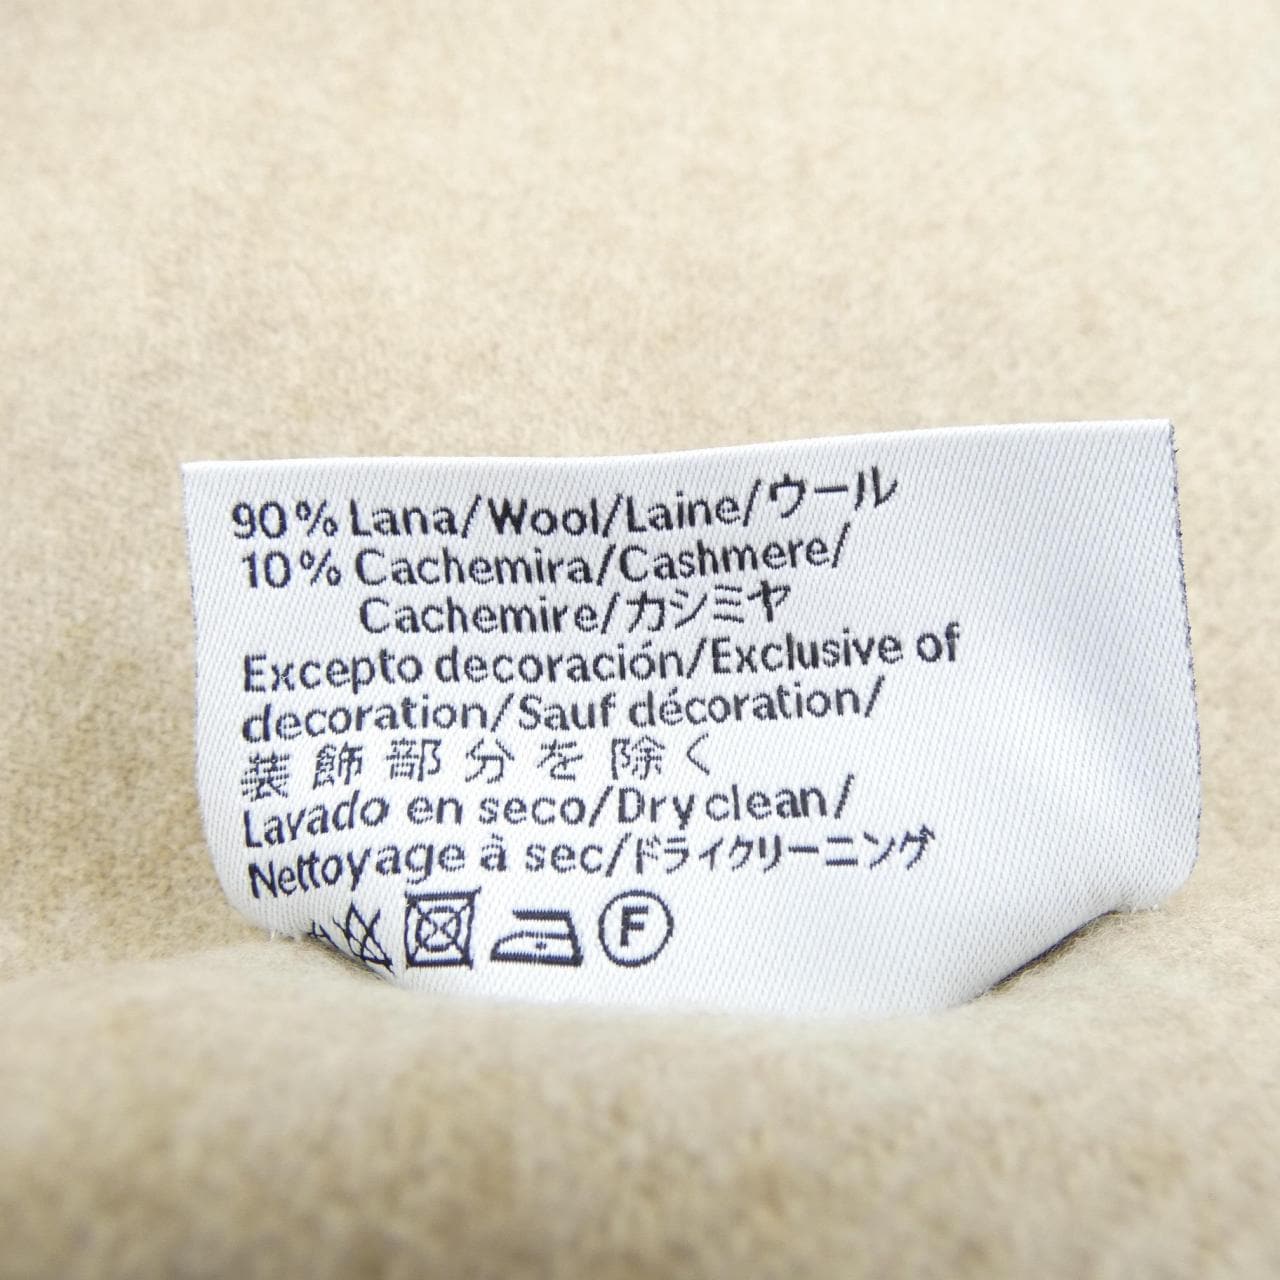 90% Lana/Wool/Laine/ウール
10% Cachemira/Cashmere/
Cachemire/カシミヤ
Excepto decoración/Exclusive of
decoration/Sauf décoration/
装飾部分を除く
Lavado en seco/Dry clean/
Nettoyage à sec/ドライクリーニング
F